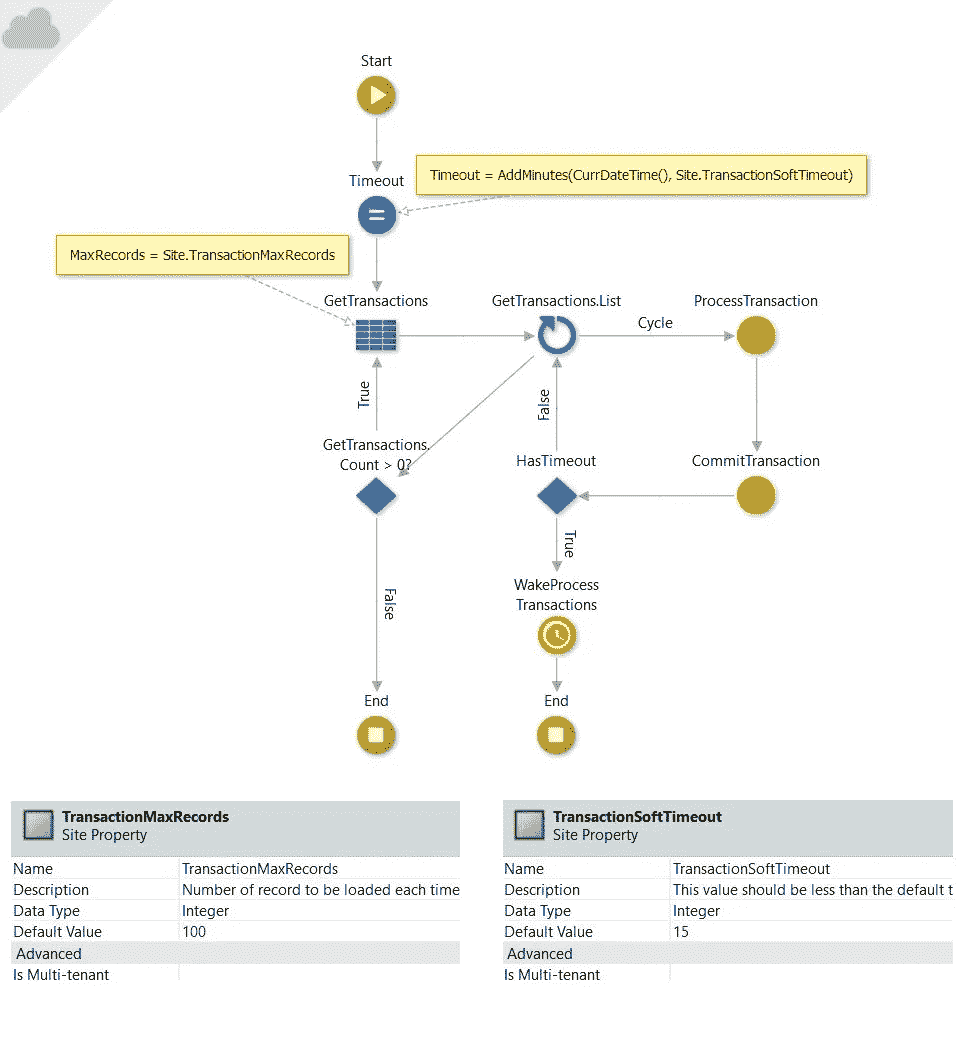 Start
Timeout
Timeout = AddMinutes(CurrDateTime(), Site.TransactionSoftTimeout)
MaxRecords = Site.TransactionMaxRecords
GetTransactions
GetTransactions.List
Cycle
ProcessTransaction
True
False
GetTransactions.
Count > 0?
HasTimeout
CommitTransaction
True
False
WakeProcess
Transactions
End
End
TransactionMaxRecords
Site Property
Name TransactionMaxRecords
Description Number of record to be loaded each time
Data Type Integer
Default Value 100
Advanced
Is Multi-tenant
TransactionSoftTimeout
Site Property
Name TransactionSoftTimeout
Description This value should be less than the default t
Data Type Integer
Default Value 15
Advanced
Is Multi-tenant